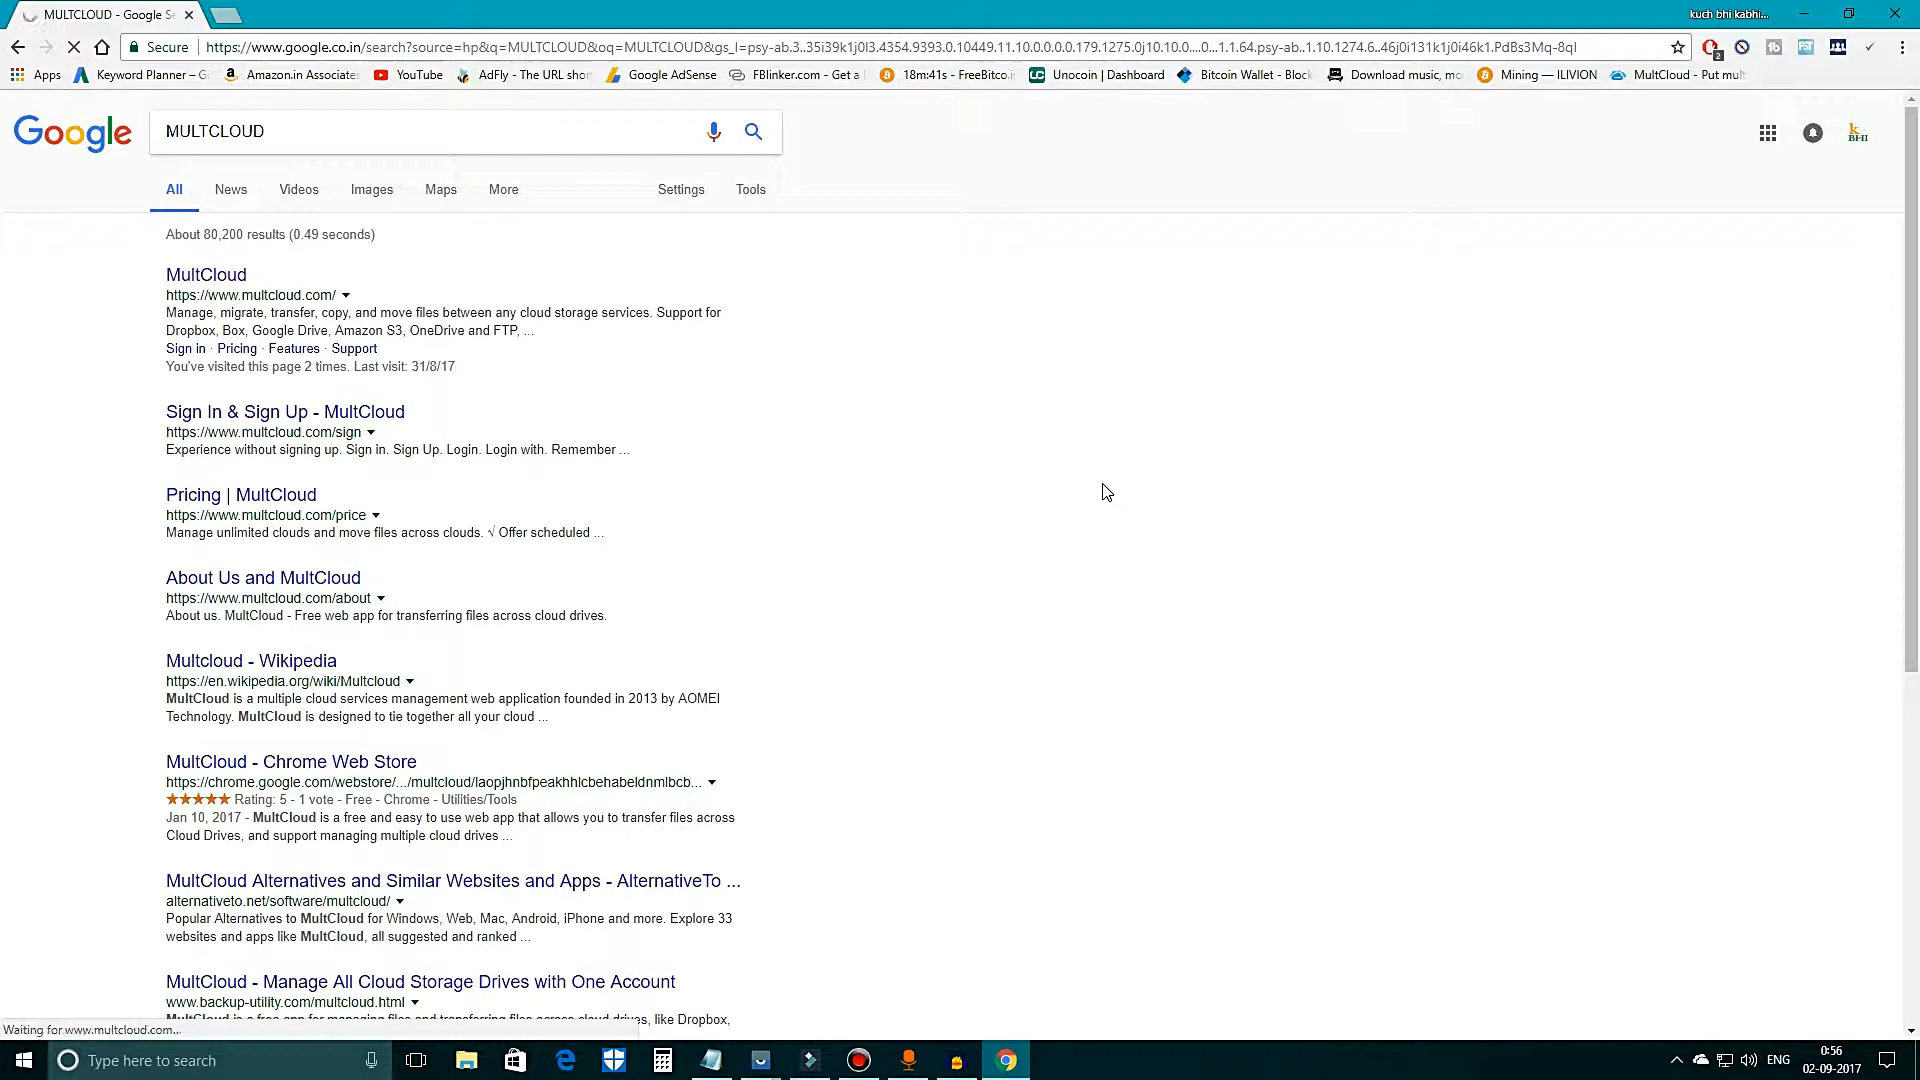 MULTCLOUD - Google Se
kuch bhi kabhi...
Secure
https://www.google.co.in/search?source=hp&q=MULTCLOUD&oq=MULTCLOUD&gs_l=psy-ab.3..35i39k1j0l3.4354.9393.0.10449.11.10.0.0.0.0.179.1275.0j10.10.0....0...1.1.64.psy-ab..1.10.1274.6..46j0i131k1j0i46k1.PdBs3Mq-8qI
2
Apps
Keyword Planner – G
Amazon.in Associate
YouTube
AdFly - The URL shor
Google AdSense
FBlinker.com - Get a l
18m:41s - FreeBitco.i
Unocoin | Dashboard
Bitcoin Wallet - Block
Download music, mo
Mining — ILIVION
MultCloud - Put mult
Google
MULTCLOUD
k
BHI
All
News
Videos
Images
Maps
More
Settings
Tools
About 80,200 results (0.49 seconds)
MultCloud
https://www.multcloud.com/
Manage, migrate, transfer, copy, and move files between any cloud storage services. Support for
Dropbox, Box, Google Drive, Amazon S3, OneDrive and FTP, ...
Sign in · Pricing · Features · Support
You've visited this page 2 times. Last visit: 31/8/17
Sign In & Sign Up - MultCloud
https://www.multcloud.com/sign
Experience without signing up. Sign in. Sign Up. Login. Login with. Remember ...
Pricing | MultCloud
https://www.multcloud.com/price
Manage unlimited clouds and move files across clouds. √ Offer scheduled ...
About Us and MultCloud
https://www.multcloud.com/about
About us. MultCloud - Free web app for transferring files across cloud drives.
Multcloud - Wikipedia
https://en.wikipedia.org/wiki/Multcloud
MultCloud is a multiple cloud services management web application founded in 2013 by AOMEI
Technology. MultCloud is designed to tie together all your cloud ...
MultCloud - Chrome Web Store
https://chrome.google.com/webstore/.../multcloud/laopjhnbfpeakhhlcbehabeldnmlbcb...
★★★★★ Rating: 5 - 1 vote - Free - Chrome - Utilities/Tools
Jan 10, 2017 - MultCloud is a free and easy to use web app that allows you to transfer files across
Cloud Drives, and support managing multiple cloud drives ...
MultCloud Alternatives and Similar Websites and Apps - AlternativeTo ...
alternativeto.net/software/multcloud/
Popular Alternatives to MultCloud for Windows, Web, Mac, Android, iPhone and more. Explore 33
websites and apps like MultCloud, all suggested and ranked ...
MultCloud - Manage All Cloud Storage Drives with One Account
www.backup-utility.com/multcloud.html
MultCloud is a free app for managing files and transferring files across cloud drives, like Dropbox,
Waiting for www.multcloud.com...
Type here to search
ENG
0:56
02-09-2017